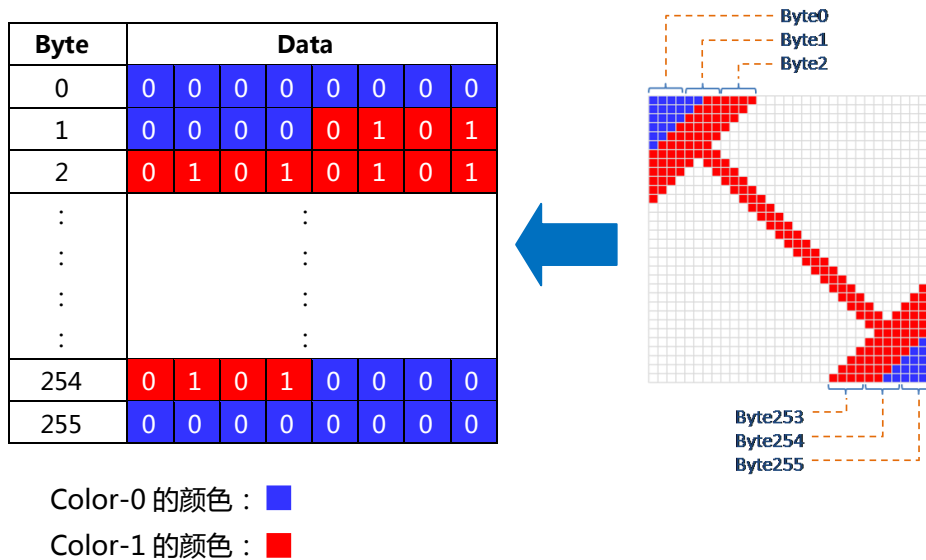 Byte Data
0 0 0 0 0 0 0 0 0
1 0 0 0 0 0 1 0 1
2 0 1 0 1 0 1 0 1
: :
: :
: :
: :
254 0 1 0 1 0 0 0 0
255 0 0 0 0 0 0 0 0
Color-0 的颜色：
Color-1 的颜色：
Byte0
Byte1
Byte2
Byte253
Byte254
Byte255